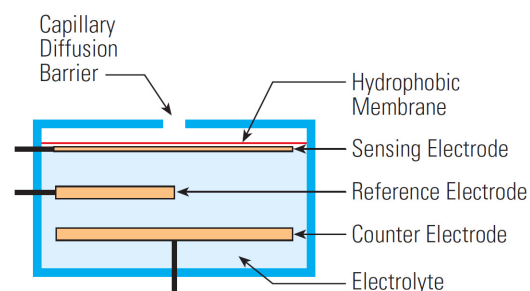 Capillary
Diffusion
Barrier
Hydrophobic
Membrane
Sensing Electrode
Reference Electrode
Counter Electrode
Electrolyte